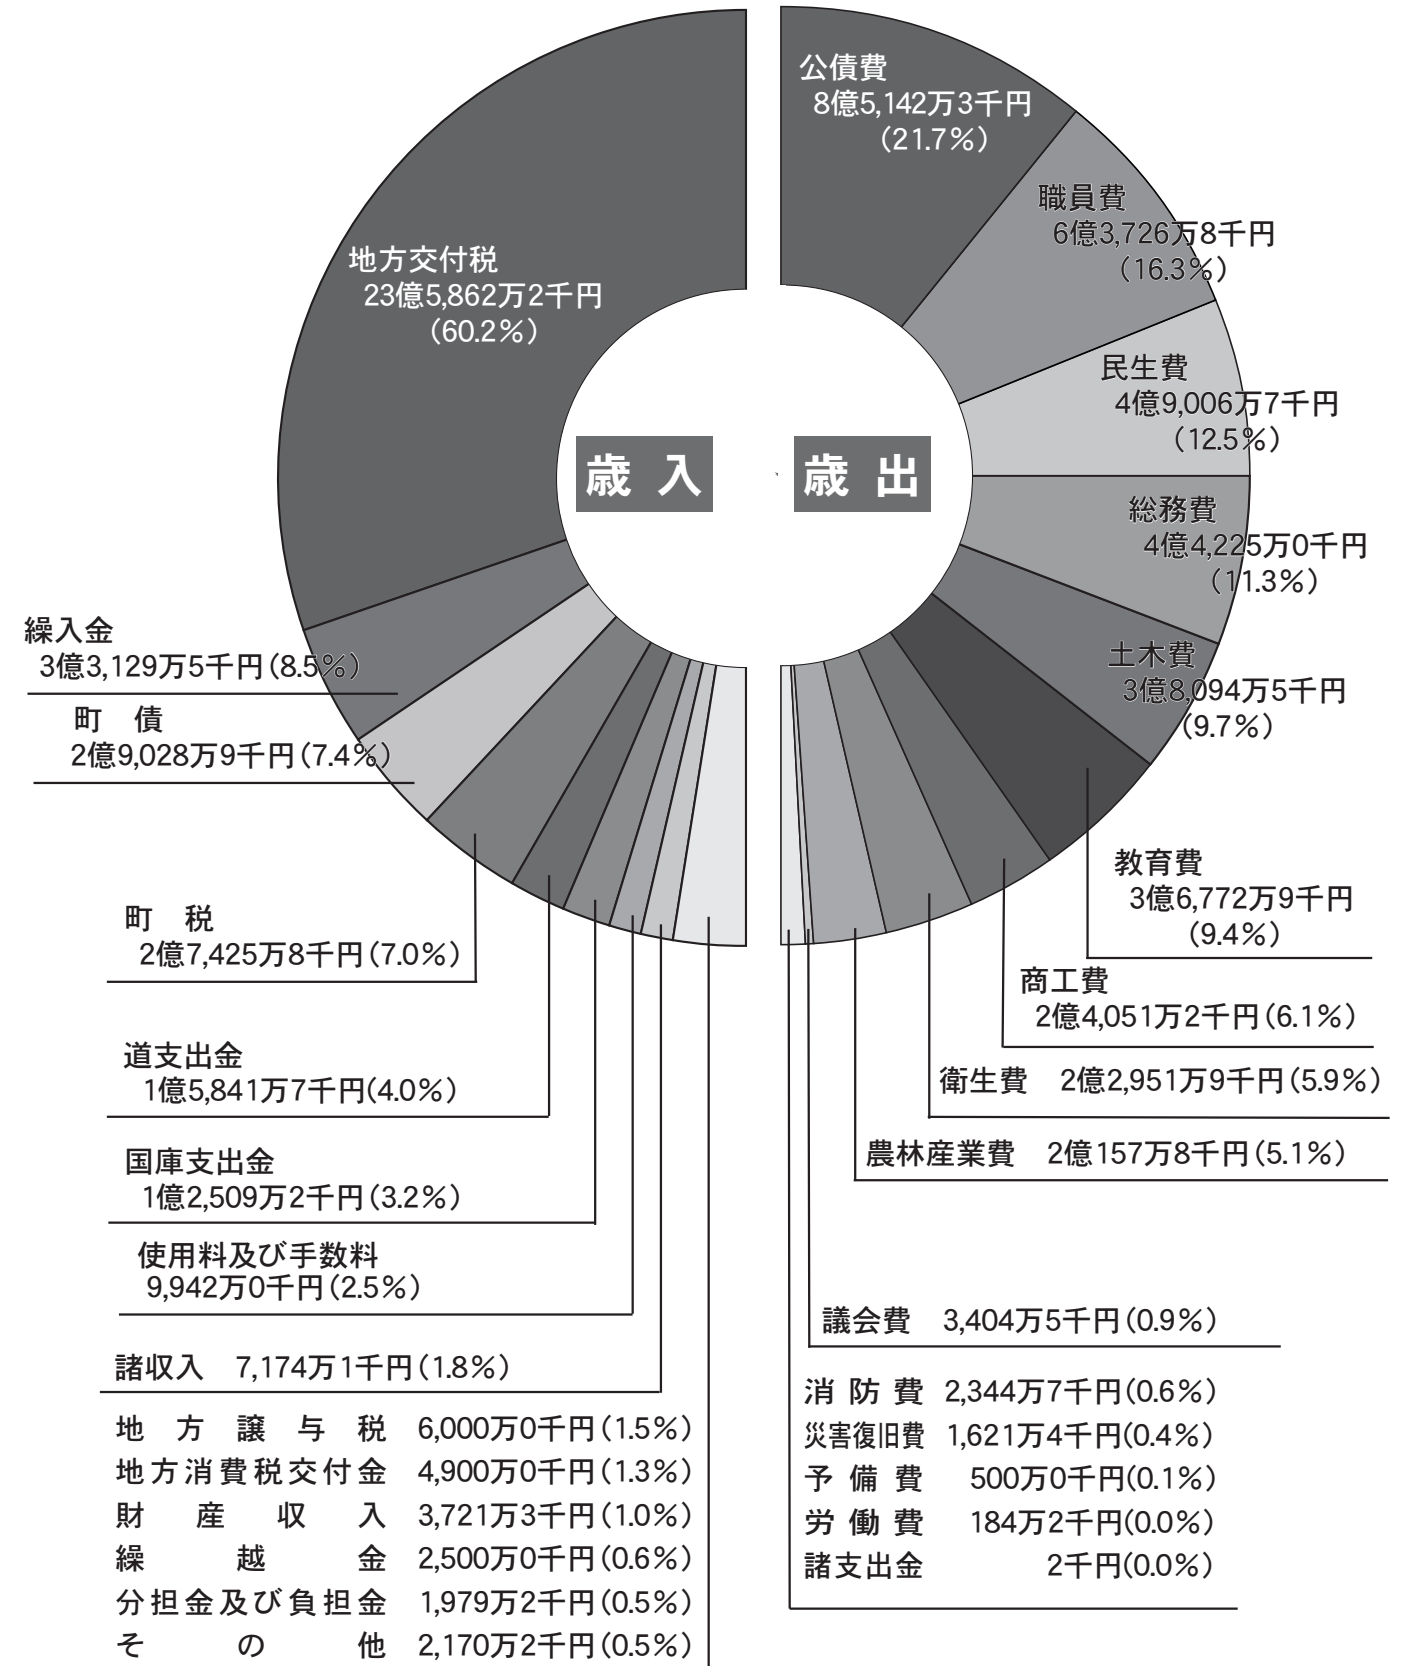 歳入
地方交付税
23億5,862万2千円
(60.2%)
繰入金
3億3,129万5千円(8.5%)
町　債
2億9,028万9千円(7.4%)
町　税
2億7,425万8千円(7.0%)
道支出金
1億5,841万7千円(4.0%)
国庫支出金
1億2,509万2千円(3.2%)
使用料及び手数料
9,942万0千円(2.5%)
諸収入　7,174万1千円(1.8%)
地方譲与税　6,000万0千円(1.5%)
地方消費税交付金　4,900万0千円(1.3%)
財産収入　3,721万3千円(1.0%)
繰越金　2,500万0千円(0.6%)
分担金及び負担金　1,979万2千円(0.5%)
その他　2,170万2千円(0.5%)
歳出
公債費
8億5,142万3千円
(21.7%)
職員費
6億3,726万8千円
(16.3%)
民生費
4億9,006万7千円
(12.5%)
総務費
4億4,225万0千円
(11.3%)
土木費
3億8,094万5千円
(9.7%)
教育費
3億6,772万9千円
(9.4%)
商工費
2億4,051万2千円(6.1%)
衛生費　2億2,951万9千円(5.9%)
農林産業費　2億157万8千円(5.1%)
議会費　3,404万5千円(0.9%)
消防費　2,344万7千円(0.6%)
災害復旧費　1,621万4千円(0.4%)
予備費　500万0千円(0.1%)
労働費　184万2千円(0.0%)
諸支出金　2千円(0.0%)